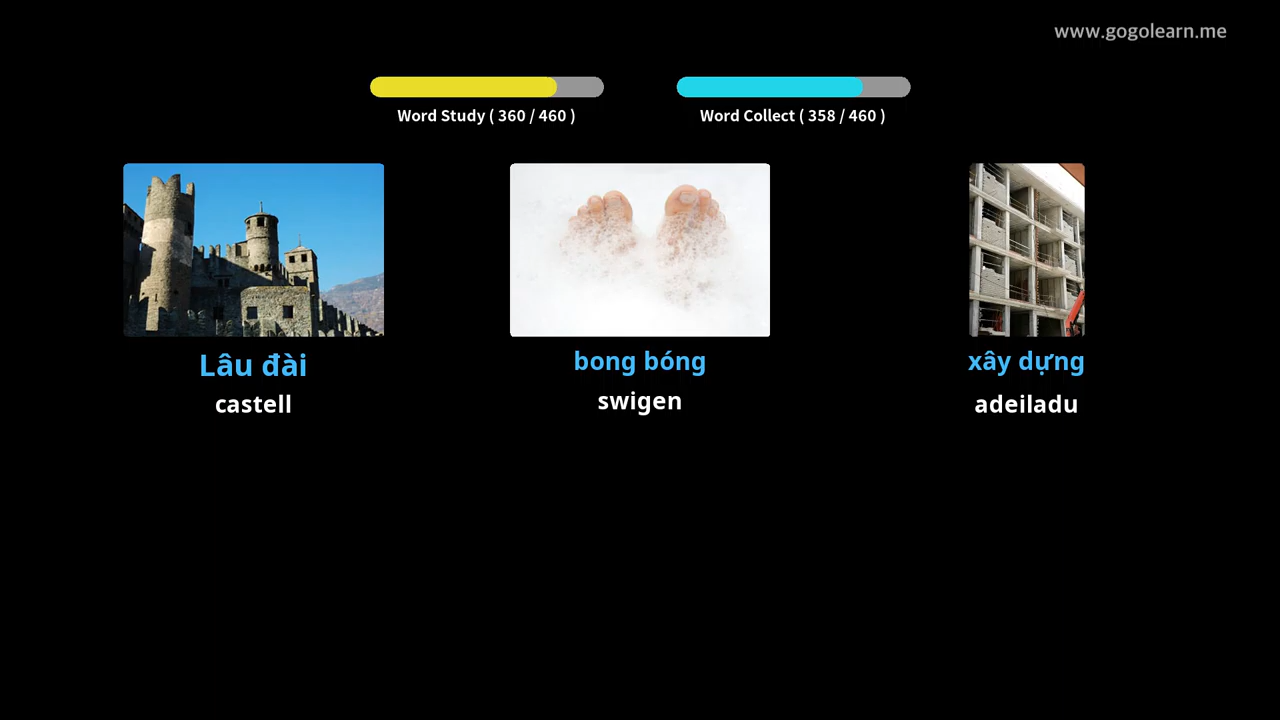 www.gogolearn.me
Word Study ( 360 / 460 )
Word Collect ( 358 / 460 )
Lâu đài
castell
bong bóng
swigen
xây dựng
adeiladu